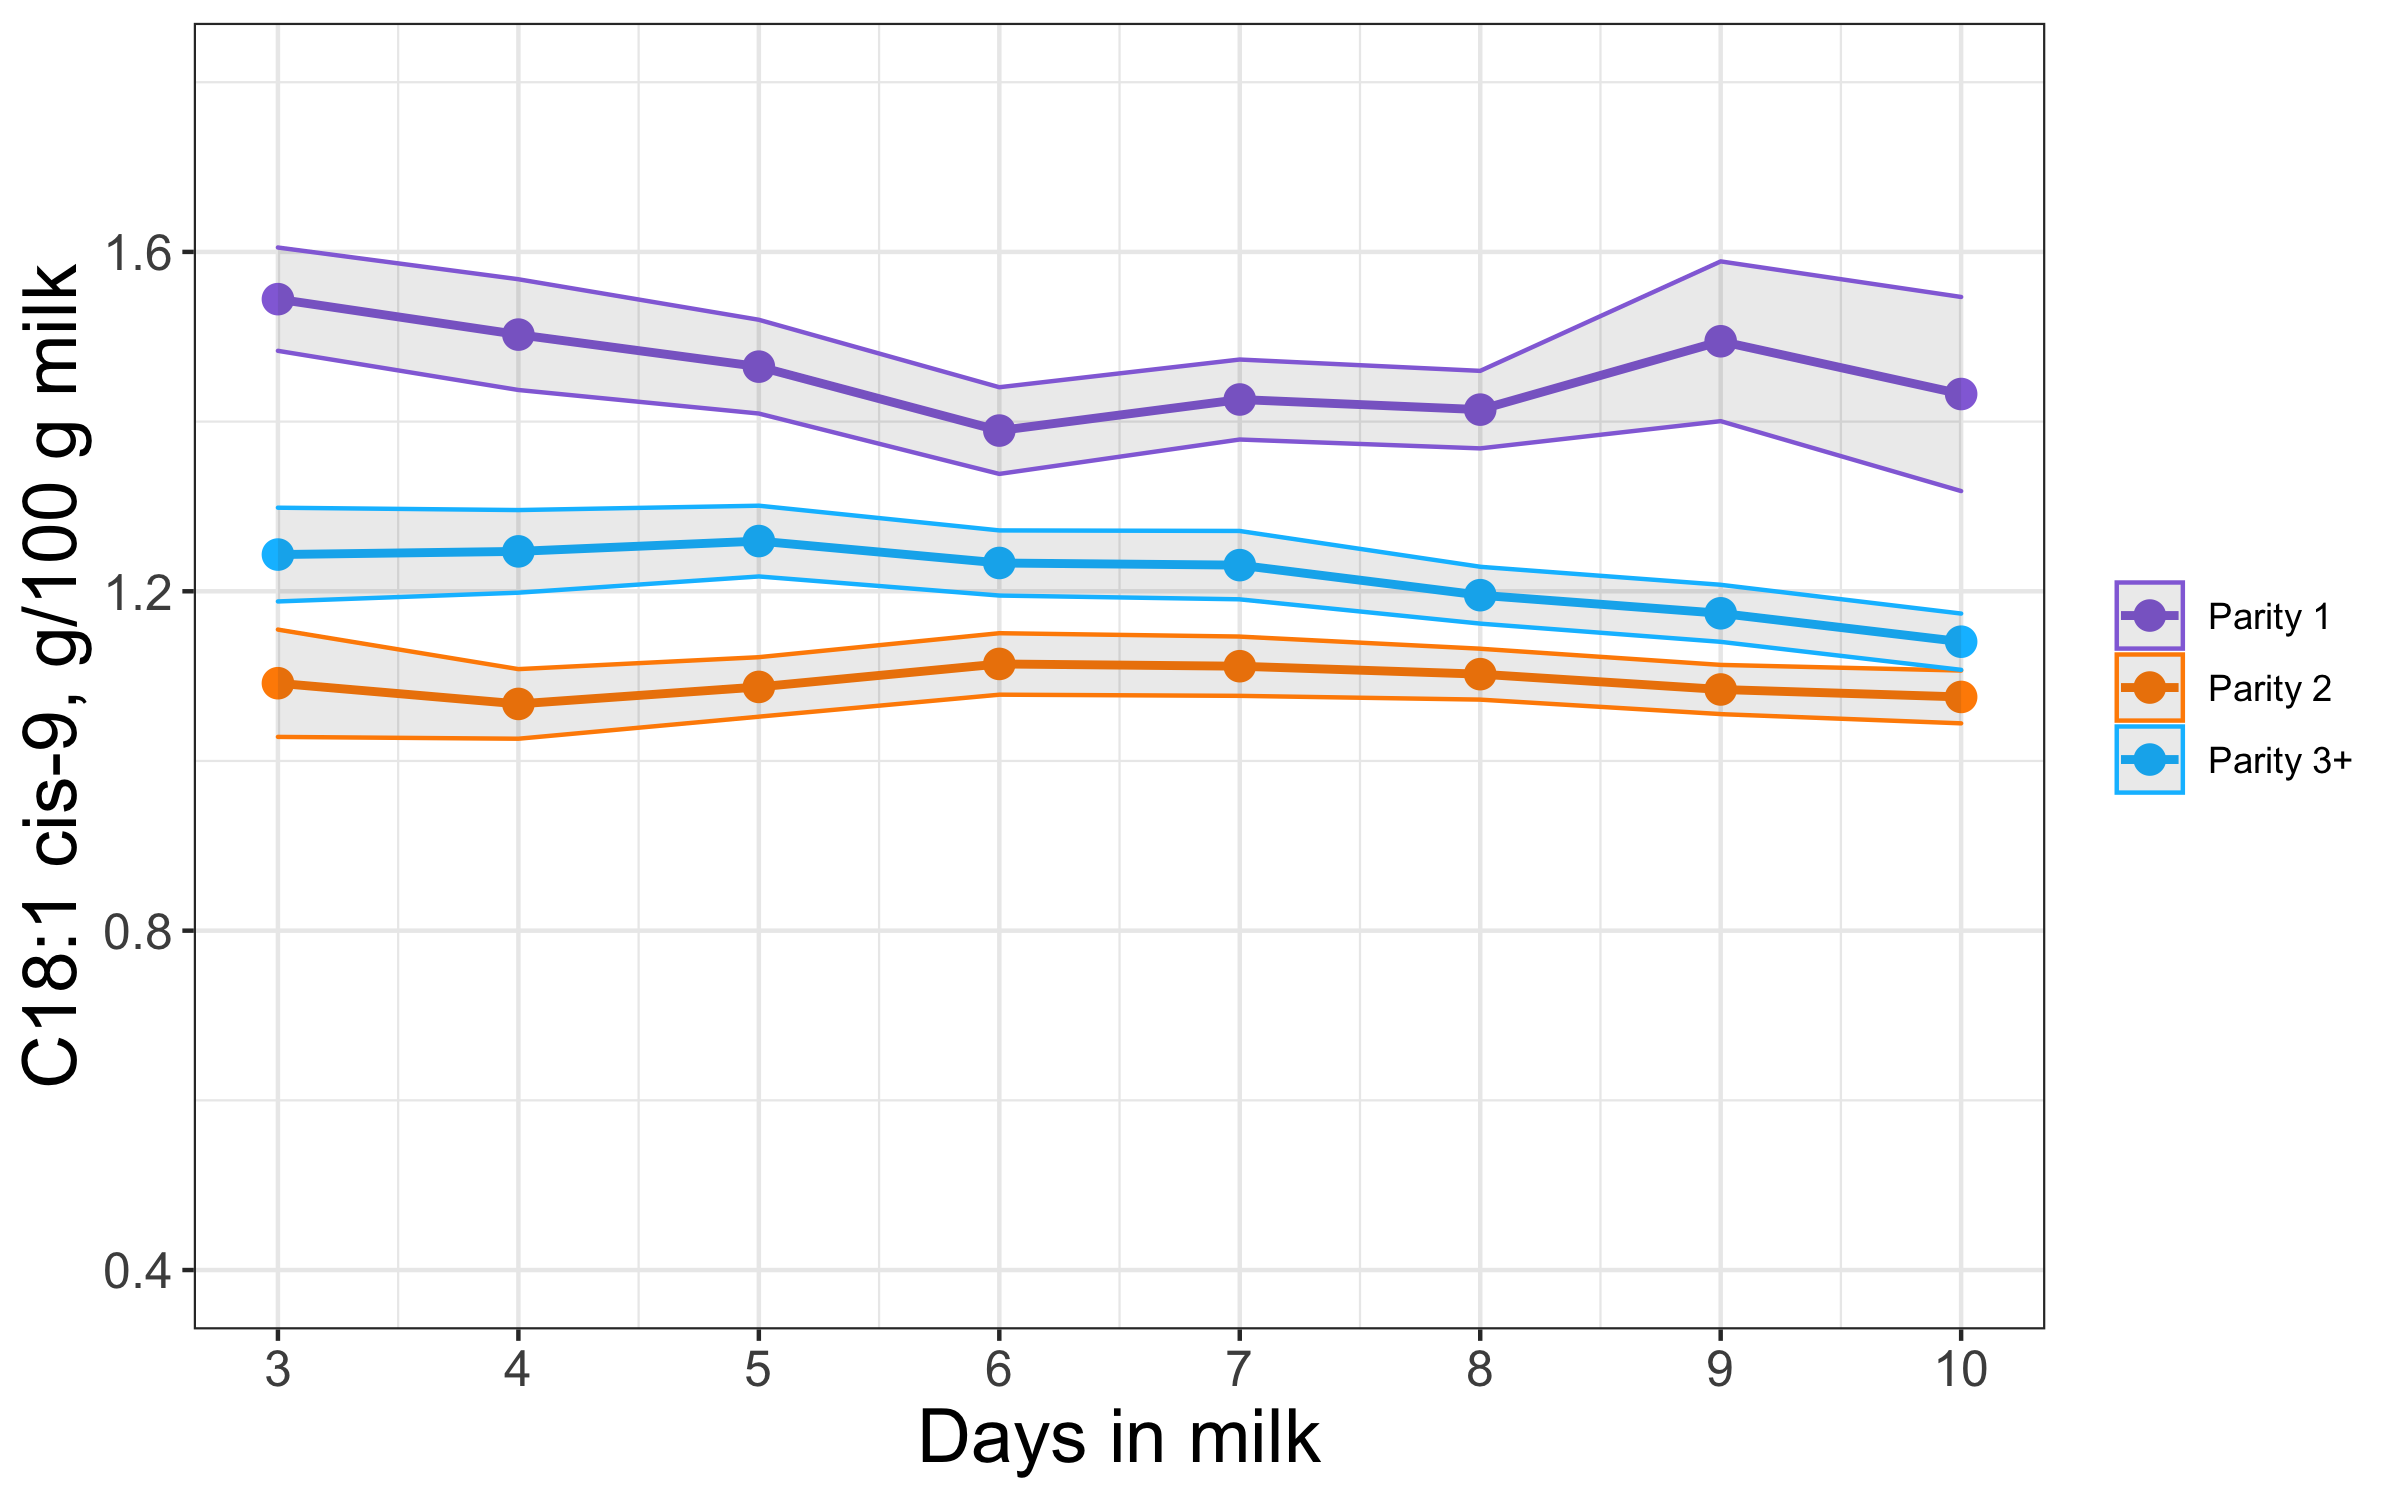 C18:1 cis-9, g/100 g milk
1.6
1.2
0.8
0.4
3 4 5 6 7 8 9 10
Days in milk
Parity 1
Parity 2
Parity 3+